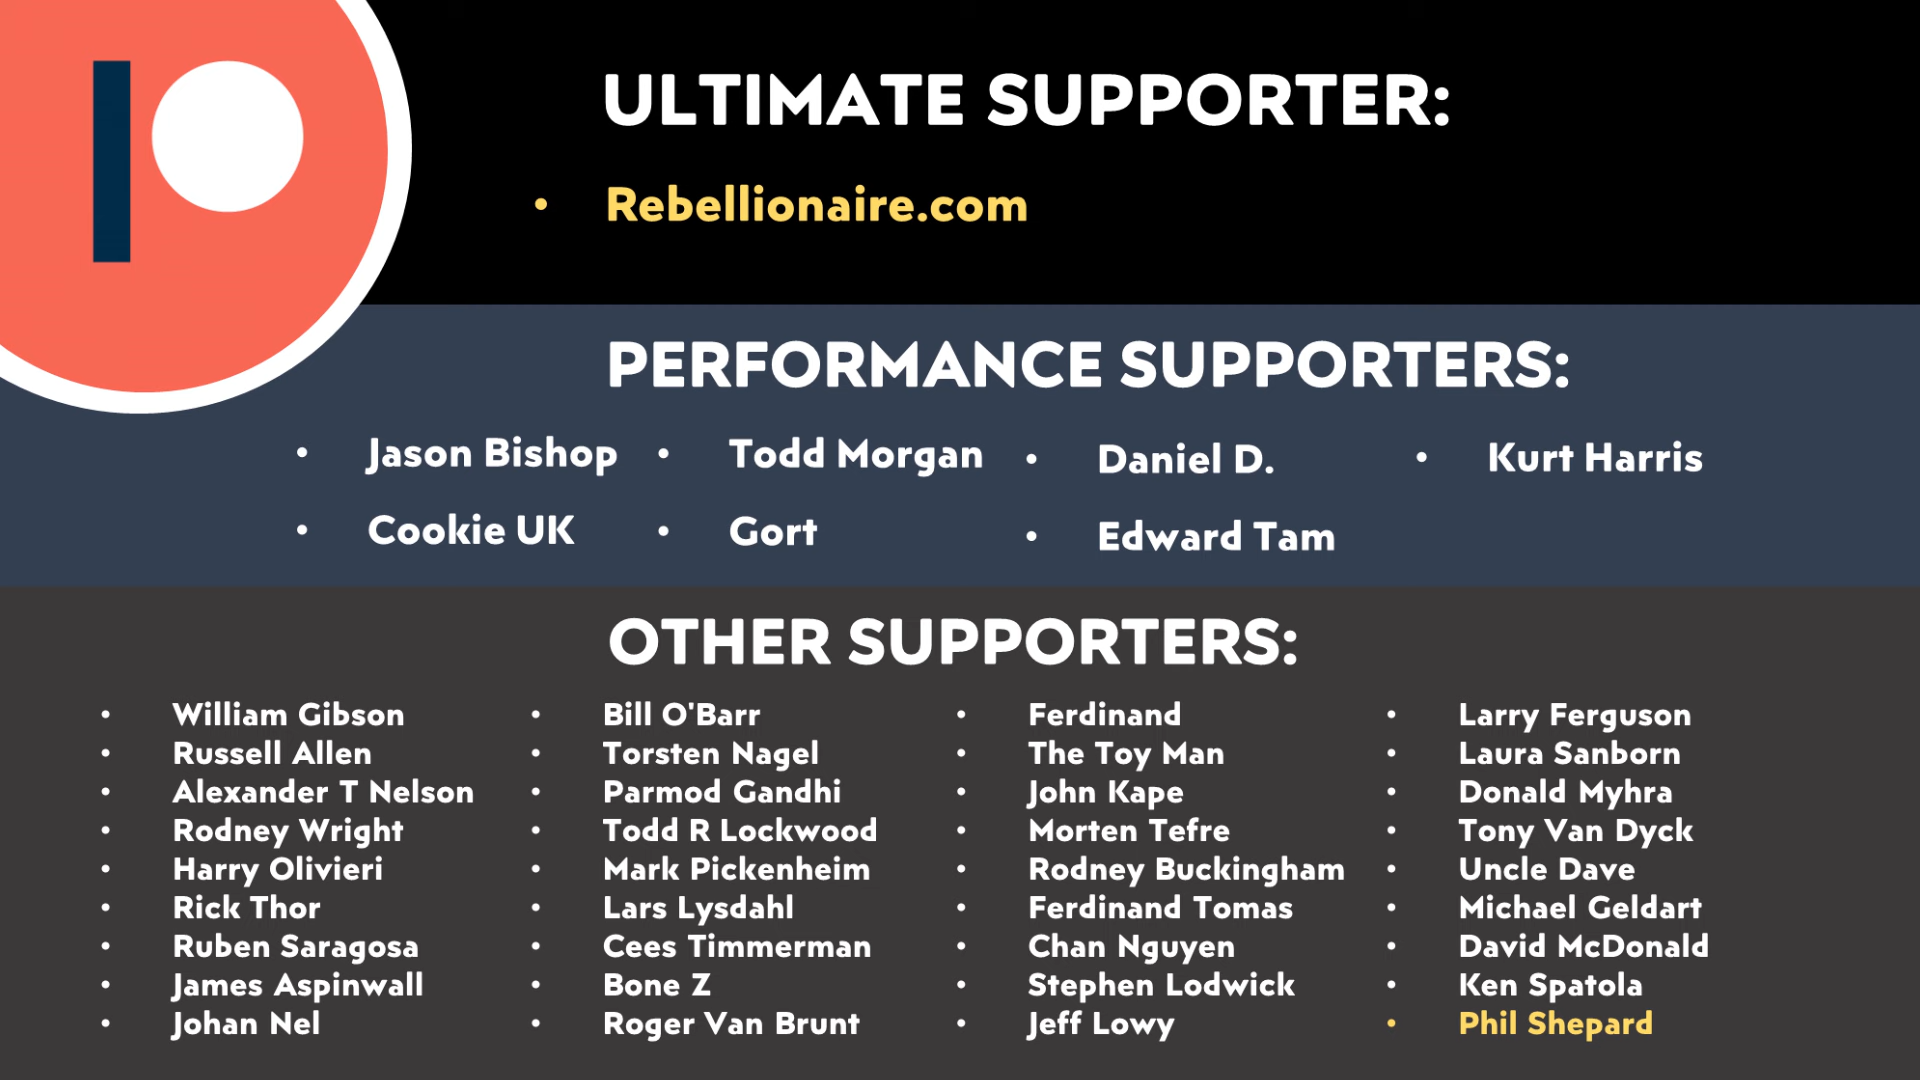 ULTIMATE SUPPORTER:
• Rebellionaire.com
PERFORMANCE SUPPORTERS:
• Jason Bishop • Todd Morgan • Daniel D. • Kurt Harris
• Cookie UK • Gort • Edward Tam
OTHER SUPPORTERS:
• William Gibson • Bill O'Barr • Ferdinand • Larry Ferguson
• Russell Allen • Torsten Nagel • The Toy Man • Laura Sanborn
• Alexander T Nelson • Parmod Gandhi • John Kape • Donald Myhra
• Rodney Wright • Todd R Lockwood • Morten Tefre • Tony Van Dyck
• Harry Olivieri • Mark Pickenheim • Rodney Buckingham • Uncle Dave
• Rick Thor • Lars Lysdahl • Ferdinand Tomas • Michael Geldart
• Ruben Saragosa • Cees Timmerman • Chan Nguyen • David McDonald
• James Aspinwall • Bone Z • Stephen Lodwick • Ken Spatola
• Johan Nel • Roger Van Brunt • Jeff Lowy • Phil Shepard